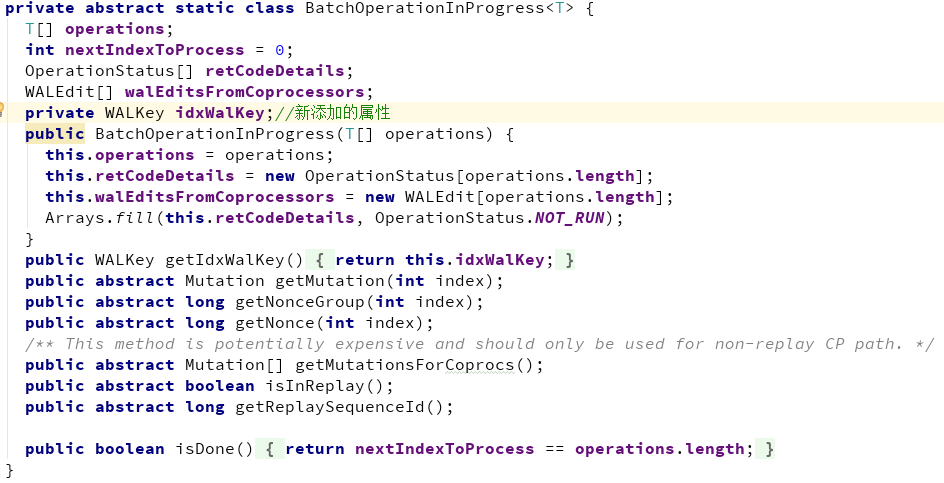 private abstract static class BatchOperationInProgress<T> {
T[] operations;
int nextIndexToProcess = 0;
OperationStatus[] retCodeDetails;
WALEdit[] walEditsFromCoprocessors;
private WALKey idxWalKey;//新添加的属性
public BatchOperationInProgress(T[] operations) {
this.operations = operations;
this.retCodeDetails = new OperationStatus[operations.length];
this.walEditsFromCoprocessors = new WALEdit[operations.length];
Arrays.fill(this.retCodeDetails, OperationStatus.NOT_RUN);
}
public WALKey getIdxWalKey() { return this.idxWalKey; }
public abstract Mutation getMutation(int index);
public abstract long getNonceGroup(int index);
public abstract long getNonce(int index);
/** This method is potentially expensive and should only be used for non-replay CP path. */
public abstract Mutation[] getMutationsForCoprocs();
public abstract boolean isInReplay();
public abstract long getReplaySequenceId();
public boolean isDone() { return nextIndexToProcess == operations.length; }
}